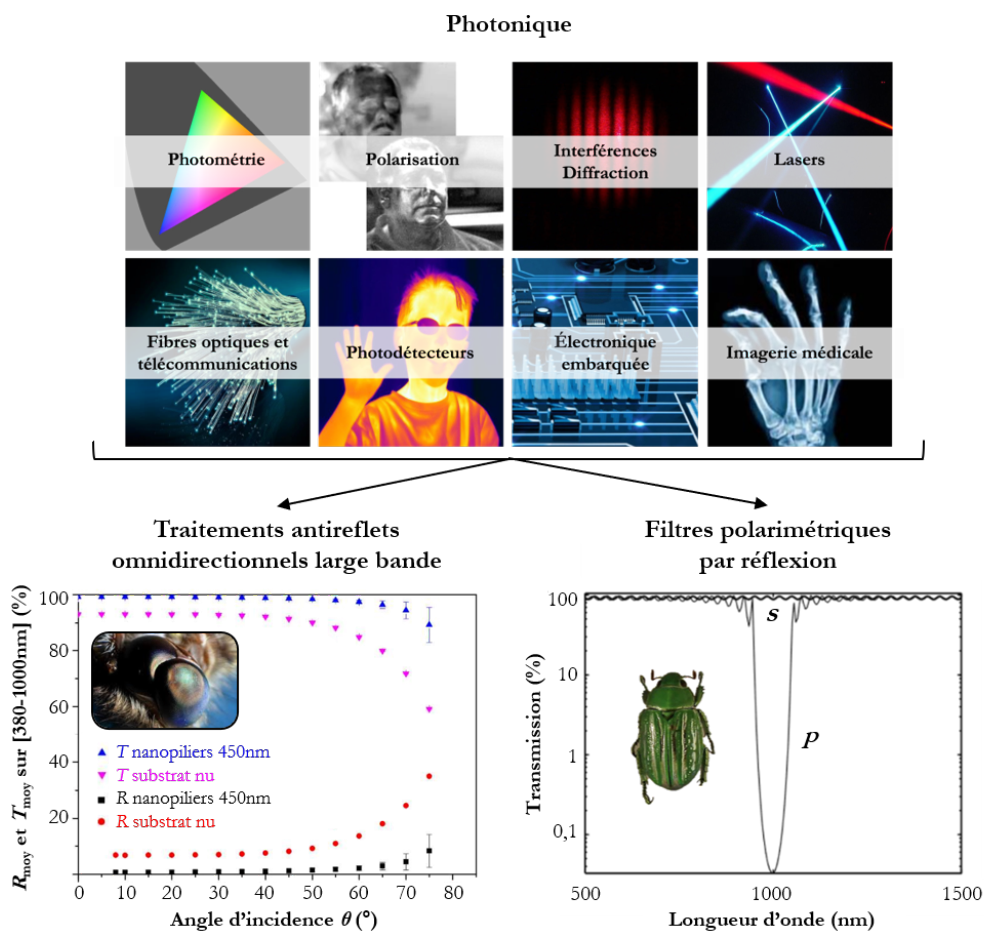 Photonique
Photométrie
Polarisation
Interférences
Diffraction
Lasers
Fibres optiques et
télécommunications
Photodétecteurs
Électronique
embarquée
Imagerie médicale
Traitements antireflets
omnidirectionnels large bande
Filtres polarimétriques
par réflexion
R moy et T moy sur [380-1000nm] (%)
100
80
60
40
20
T nanopiliers 450nm
T substrat nu
R nanopiliers 450nm
R substrat nu
0 10 20 30 40 50 60 70 80
Angle d'incidence θ (°)
Transmission (%)
100
10
1
0,1
s
p
500 1000 1500
Longueur d'onde (nm)